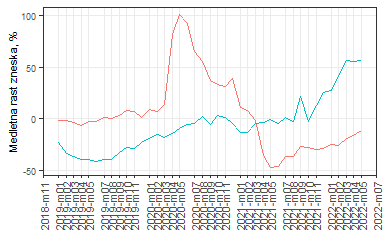 Medletna rast zneska, %
100
50
0
-50
2018-m11
2019-m01
2019-m02
2019-m03
2019-m04
2019-m05
2019-m07
2019-m08
2019-m09
2019-m10
2019-m11
2020-m01
2020-m02
2020-m03
2020-m04
2020-m05
2020-m07
2020-m08
2020-m09
2020-m10
2020-m11
2021-m01
2021-m02
2021-m03
2021-m04
2021-m05
2021-m07
2021-m08
2021-m09
2021-m10
2021-m11
2022-m01
2022-m02
2022-m03
2022-m04
2022-m05
2022-m07